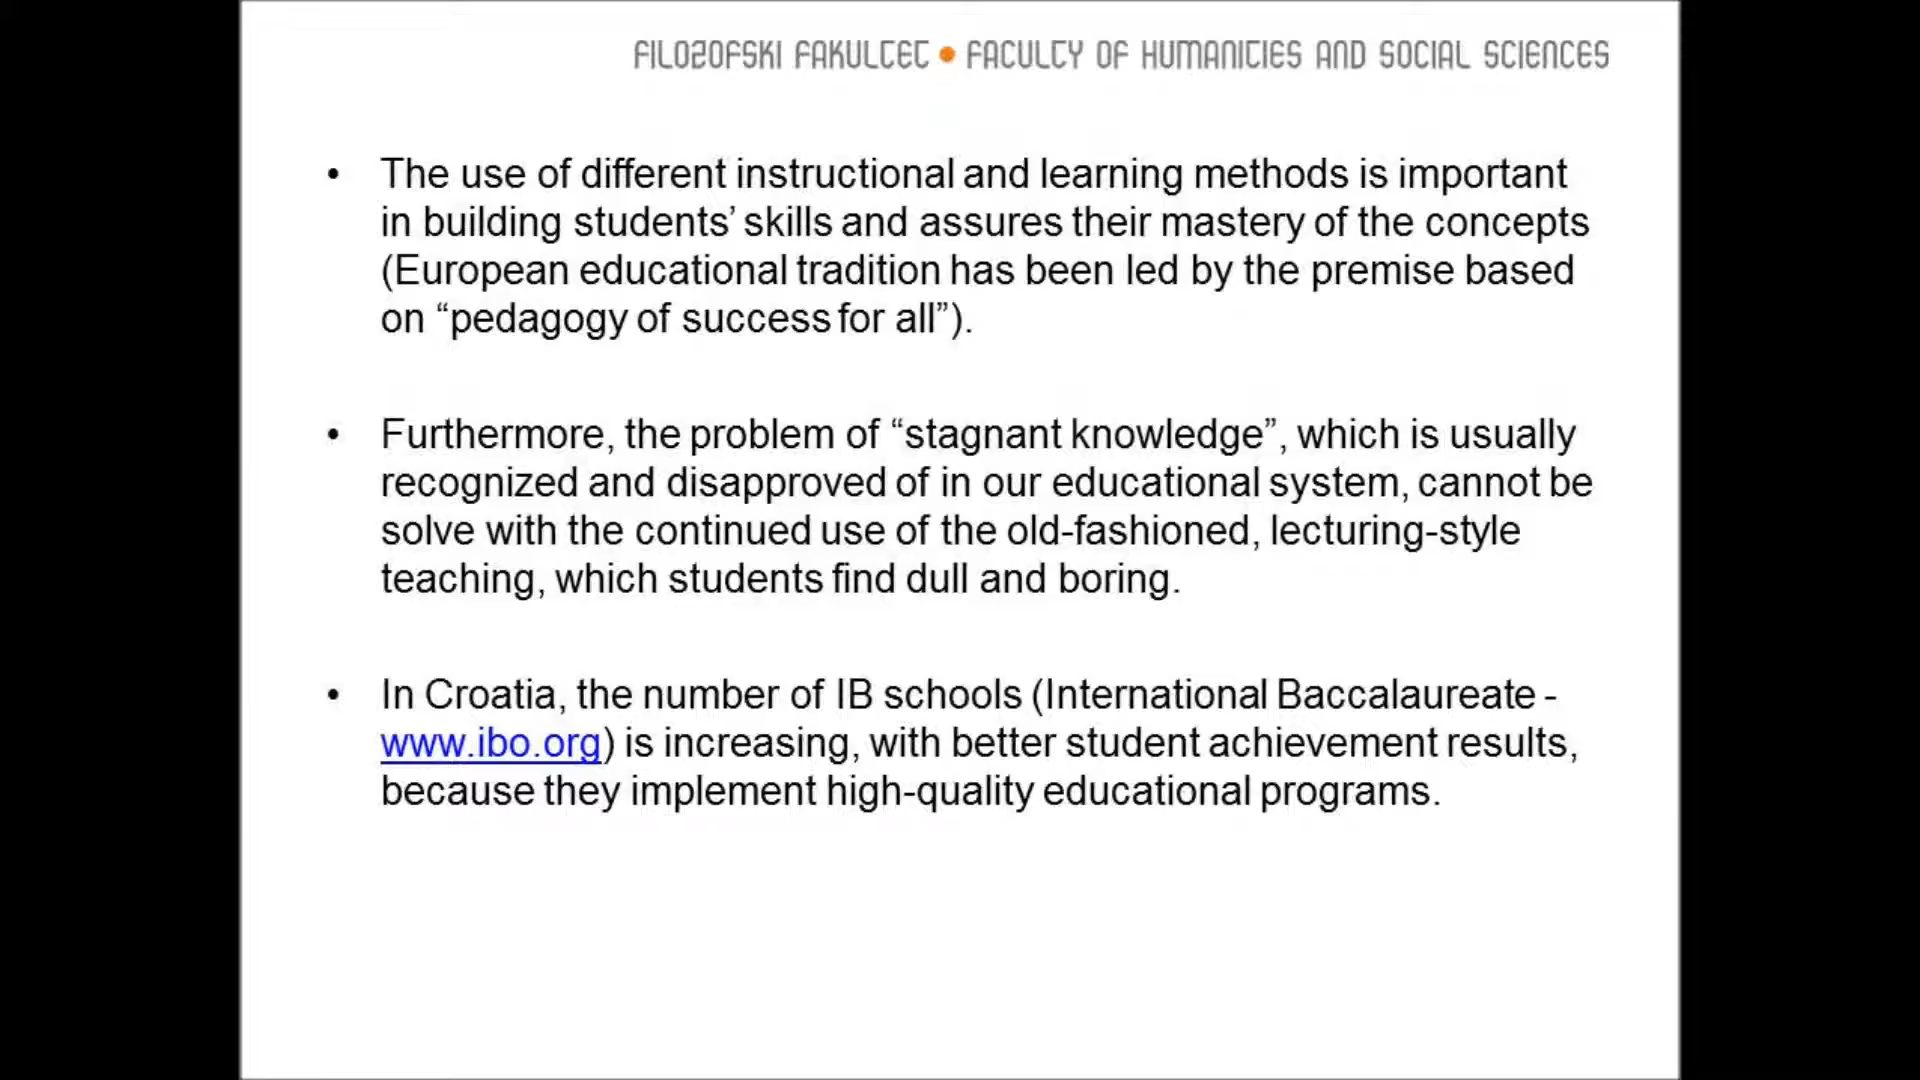 FILOZOFSKI FAKULTET • FACULTY OF HUMANITIES AND SOCIAL SCIENCES
• The use of different instructional and learning methods is important
in building students’ skills and assures their mastery of the concepts
(European educational tradition has been led by the premise based
on “pedagogy of success for all”).
• Furthermore, the problem of “stagnant knowledge”, which is usually
recognized and disapproved of in our educational system, cannot be
solve with the continued use of the old-fashioned, lecturing-style
teaching, which students find dull and boring.
• In Croatia, the number of IB schools (International Baccalaureate -
www.ibo.org) is increasing, with better student achievement results,
because they implement high-quality educational programs.